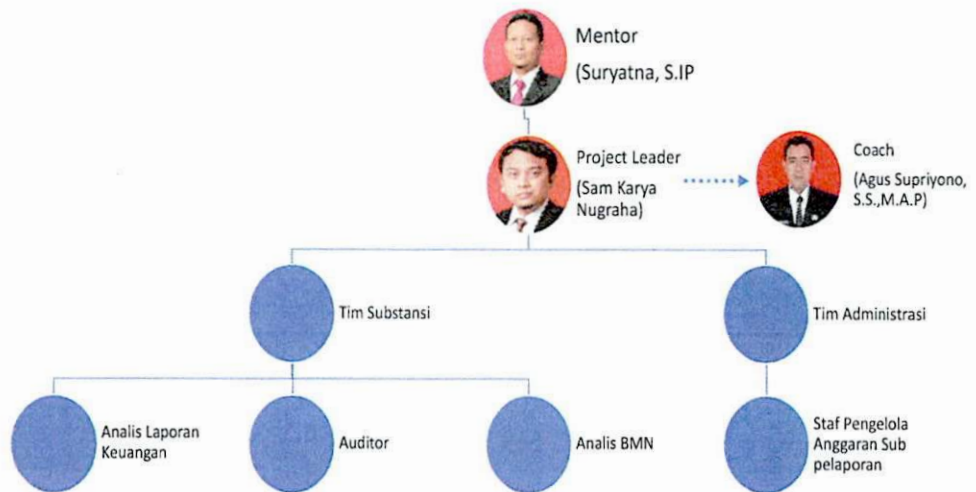 Mentor
(Suryatna, S.IP
Project Leader
(Sam Karya
Nugraha)
Coach
(Agus Supriyono,
S.S.,M.A.P)
Tim Substansi
Tim Administrasi
Analis Laporan
Keuangan
Auditor
Analis BMN
Staf Pengelola
Anggaran Sub
pelaporan